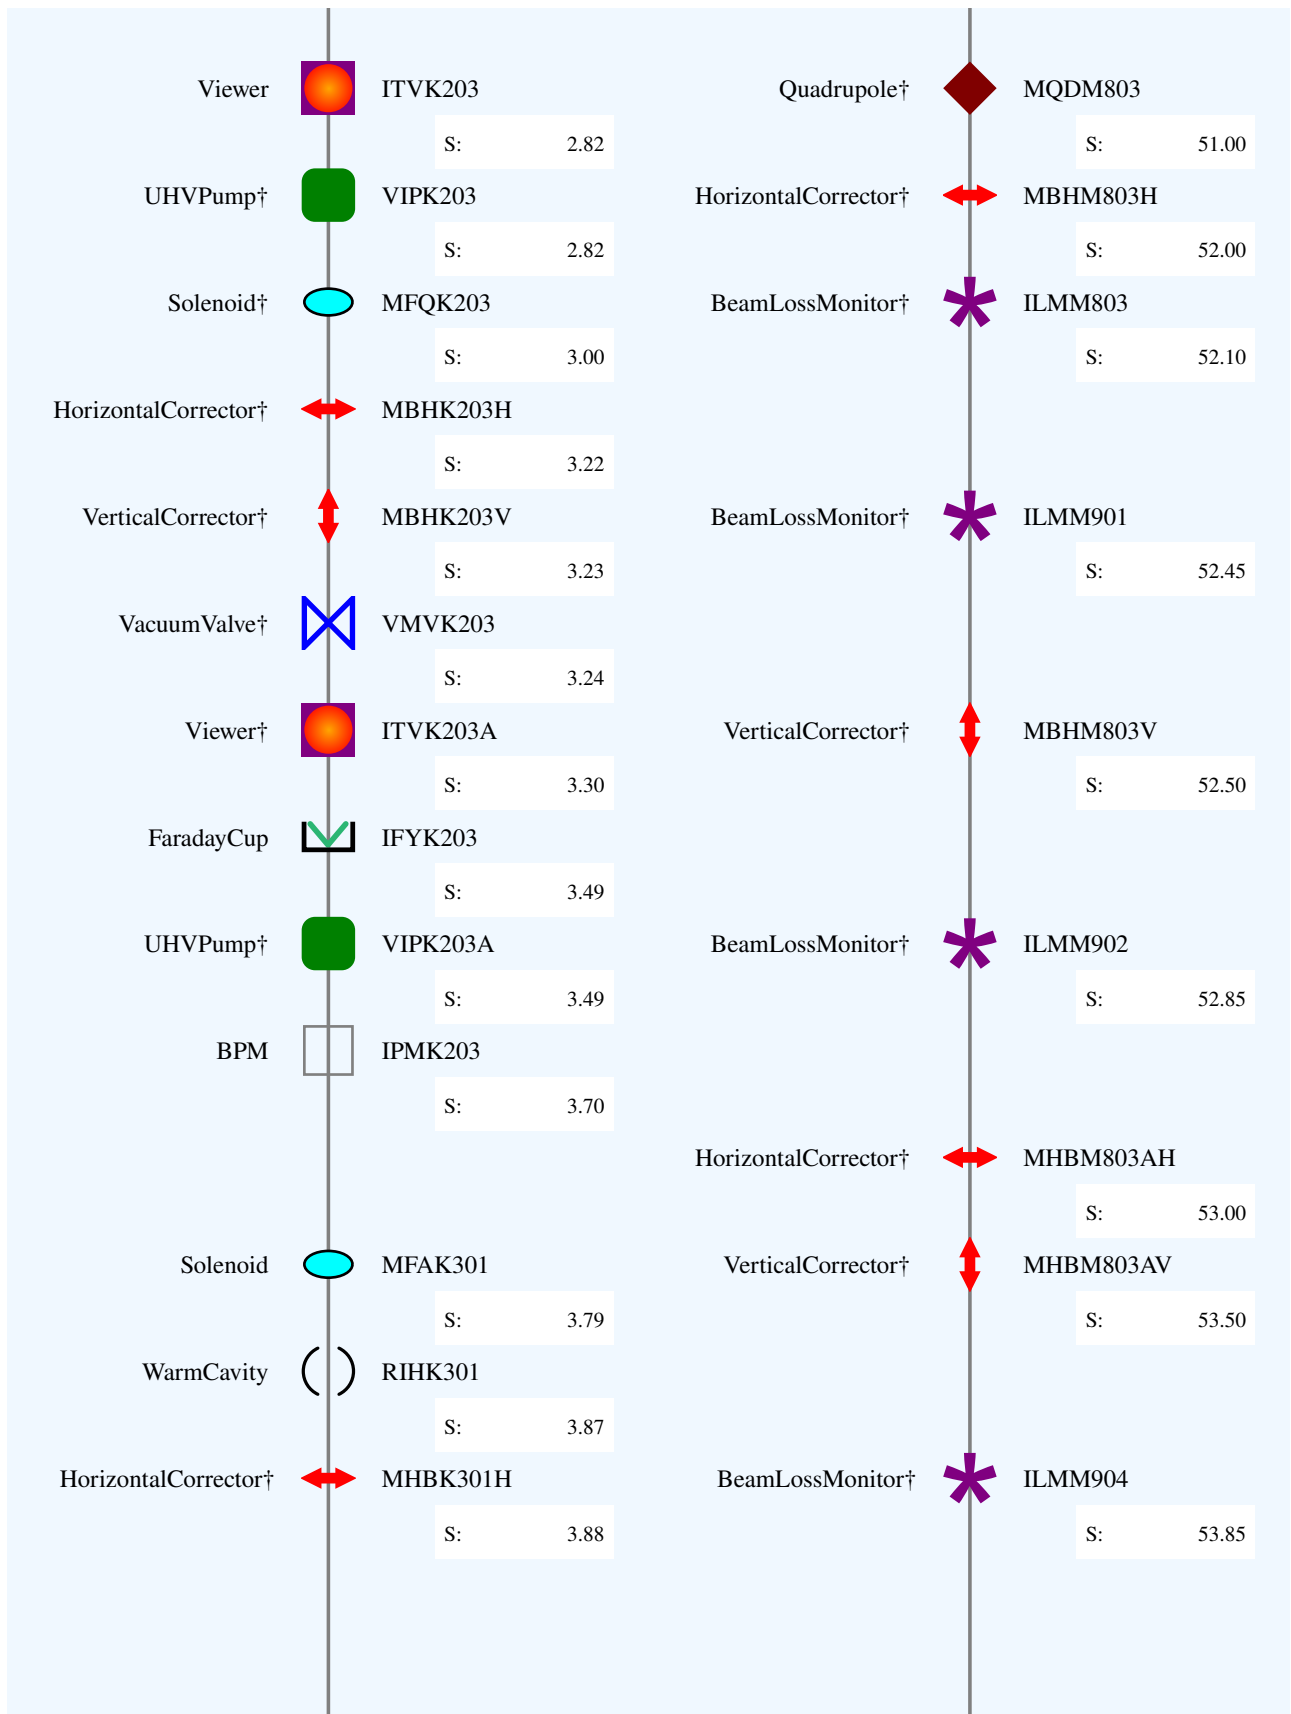 Viewer ITVK203
S: 2.82
UHVPump† VIPK203
S: 2.82
Solenoid† MFQK203
S: 3.00
HorizontalCorrector† MBHK203H
S: 3.22
VerticalCorrector† MBHK203V
S: 3.23
VacuumValve† VMVK203
S: 3.24
Viewer† ITVK203A
S: 3.30
FaradayCup IFYK203
S: 3.49
UHVPump† VIPK203A
S: 3.49
BPM IPMK203
S: 3.70
Solenoid MFAK301
S: 3.79
WarmCavity RIHK301
S: 3.87
HorizontalCorrector† MHBK301H
S: 3.88
Quadrupole† MQDM803
S: 51.00
HorizontalCorrector† MBHM803H
S: 52.00
BeamLossMonitor† ILMM803
S: 52.10
BeamLossMonitor† ILMM901
S: 52.45
VerticalCorrector† MBHM803V
S: 52.50
BeamLossMonitor† ILMM902
S: 52.85
HorizontalCorrector† MHBM803AH
S: 53.00
VerticalCorrector† MHBM803AV
S: 53.50
BeamLossMonitor† ILMM904
S: 53.85